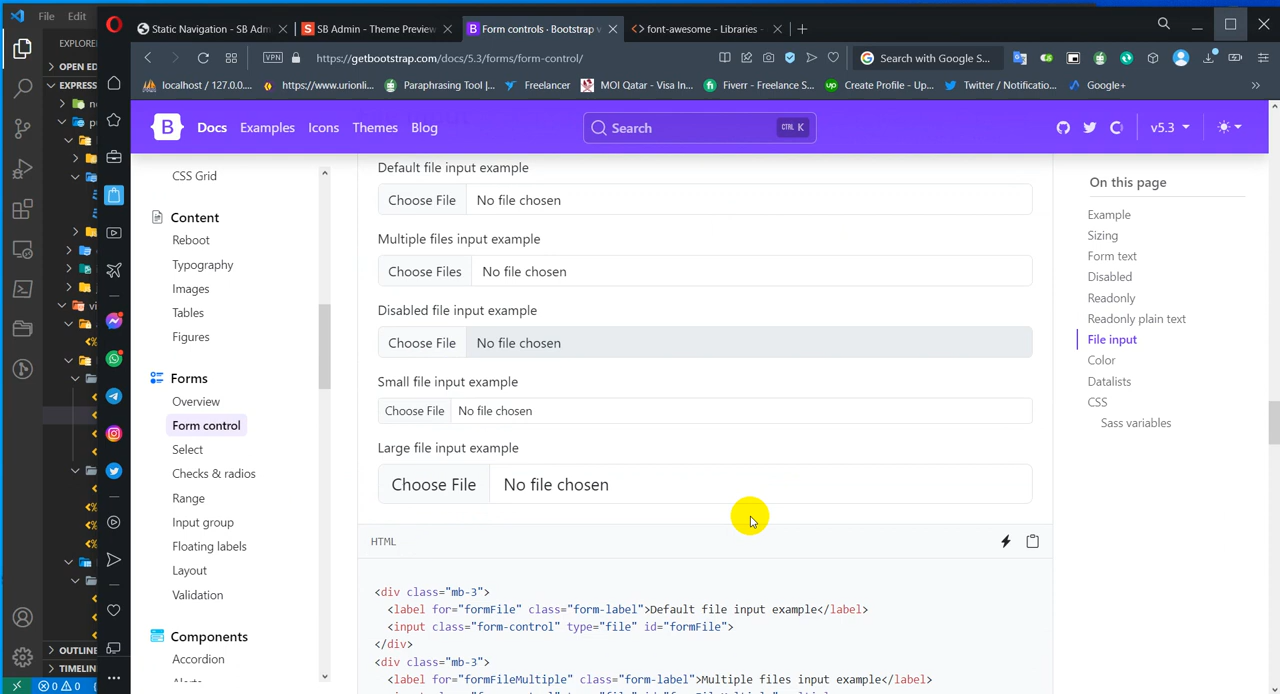 File Edit
Static Navigation - SB Adm
SB Admin - Theme Preview
B Form controls · Bootstrap v
font-awesome - Libraries -
VPN
https://getbootstrap.com/docs/5.3/forms/form-control/
Search with Google S...
localhost / 127.0....
https://www.urionli...
Paraphrasing Tool |...
Freelancer
MOI Qatar - Visa In...
Fiverr - Freelance S...
Create Profile - Up...
Twitter / Notificatio...
Google+
EXPLORE
OPEN ED
EXPRESS
B Docs Examples Icons Themes Blog
Search CTRL K
v5.3
CSS Grid
Content
Reboot
Typography
Images
Tables
Figures
Forms
Overview
Form control
Select
Checks & radios
Range
Input group
Floating labels
Layout
Validation
Components
Accordion
Default file input example
Choose File No file chosen
Multiple files input example
Choose Files No file chosen
Disabled file input example
Choose File No file chosen
Small file input example
Choose File No file chosen
Large file input example
Choose File No file chosen
HTML
<div class="mb-3">
<label for="formFile" class="form-label">Default file input example</label>
<input class="form-control" type="file" id="formFile">
</div>
<div class="mb-3">
<label for="formFileMultiple" class="form-label">Multiple files input example</label>
On this page
Example
Sizing
Form text
Disabled
Readonly
Readonly plain text
File input
Color
Datalists
CSS
Sass variables
OUTLINE
TIMELINE
0 0